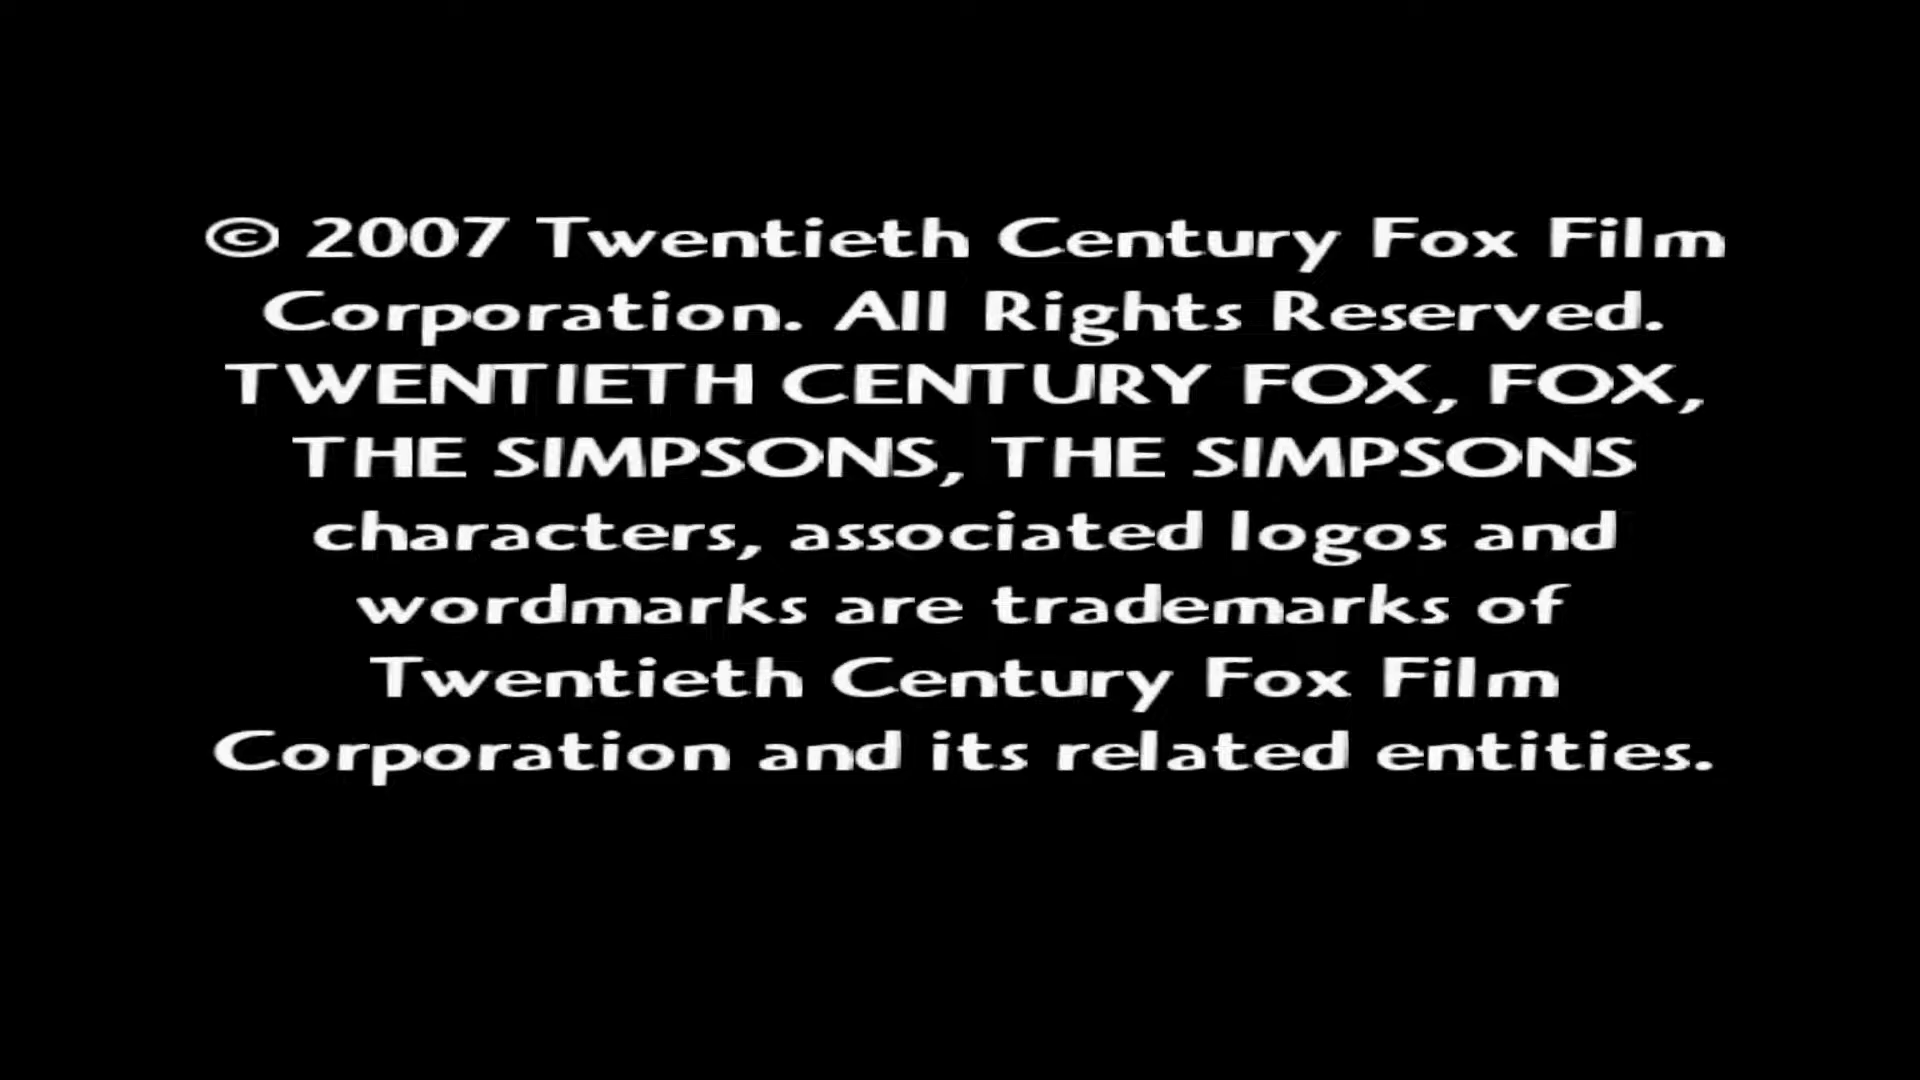 © 2007 Twentieth Century Fox Film
Corporation. All Rights Reserved.
TWENTIETH CENTURY FOX, FOX,
THE SIMPSONS, THE SIMPSONS
characters, associated logos and
wordmarks are trademarks of
Twentieth Century Fox Film
Corporation and its related entities.